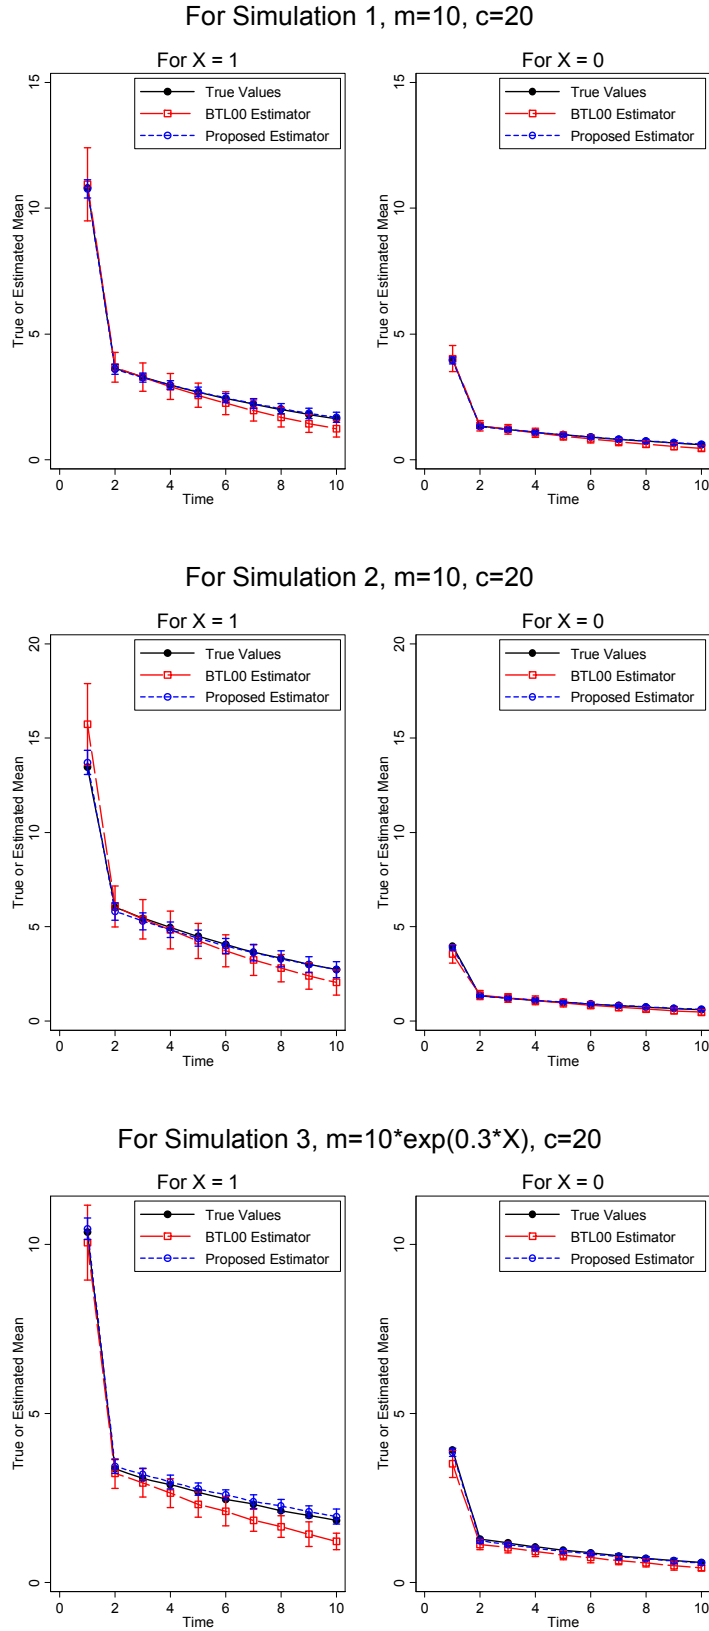 For Simulation 1, m=10, c=20
For X = 1
True Values
BTL00 Estimator
Proposed Estimator
True or Estimated Mean
15
10
5
0
0 2 4 6 8 10
Time
For X = 0
True Values
BTL00 Estimator
Proposed Estimator
True or Estimated Mean
15
10
5
0
0 2 4 6 8 10
Time
For Simulation 2, m=10, c=20
For X = 1
True Values
BTL00 Estimator
Proposed Estimator
True or Estimated Mean
20
15
10
5
0
0 2 4 6 8 10
Time
For X = 0
True Values
BTL00 Estimator
Proposed Estimator
True or Estimated Mean
20
15
10
5
0
0 2 4 6 8 10
Time
For Simulation 3, m=10*exp(0.3*X), c=20
For X = 1
True Values
BTL00 Estimator
Proposed Estimator
True or Estimated Mean
10
5
0
0 2 4 6 8 10
Time
For X = 0
True Values
BTL00 Estimator
Proposed Estimator
True or Estimated Mean
10
5
0
0 2 4 6 8 10
Time